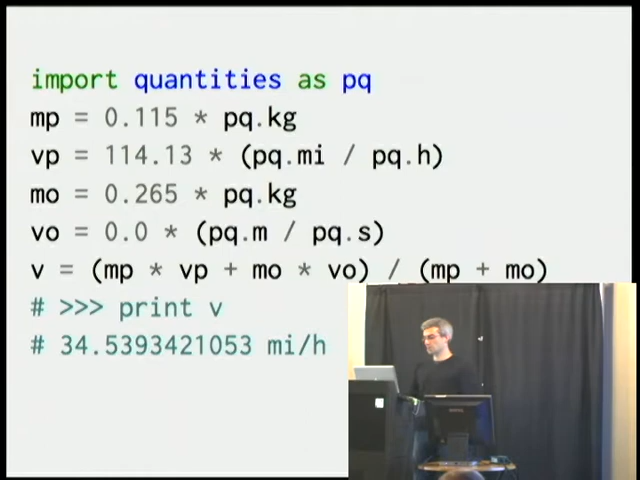 import quantities as pq
mp = 0.115 * pq.kg
vp = 114.13 * (pq.mi / pq.h)
mo = 0.265 * pq.kg
vo = 0.0 * (pq.m / pq.s)
v = (mp * vp + mo * vo) / (mp + mo)
# >>> print v
# 34.5393421053 mi/h